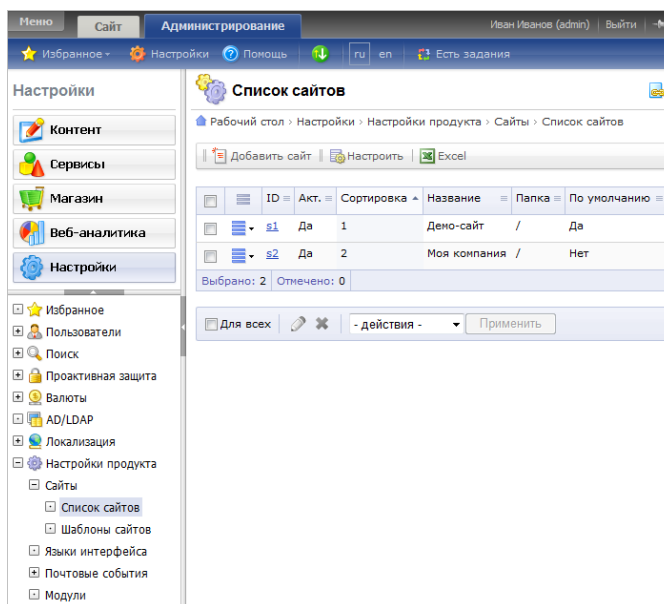 Меню Сайт Администрирование Иван Иванов (admin) Выйти
Избранное Настройки Помощь ru en Есть задания
Настройки
Контент
Сервисы
Магазин
Веб-аналитика
Настройки
Избранное
Пользователи
Поиск
Проактивная защита
Валюты
AD/LDAP
Локализация
Настройки продукта
Сайты
Список сайтов
Шаблоны сайтов
Языки интерфейса
Почтовые события
Модули
Список сайтов
Рабочий стол › Настройки › Настройки продукта › Сайты › Список сайтов
Добавить сайт Настроить Excel
ID Акт. Сортировка Название Папка По умолчанию
s1 Да 1 Демо-сайт / Да
s2 Да 2 Моя компания / Нет
Выбрано: 2 Отмечено: 0
Для всех - действия - Применить